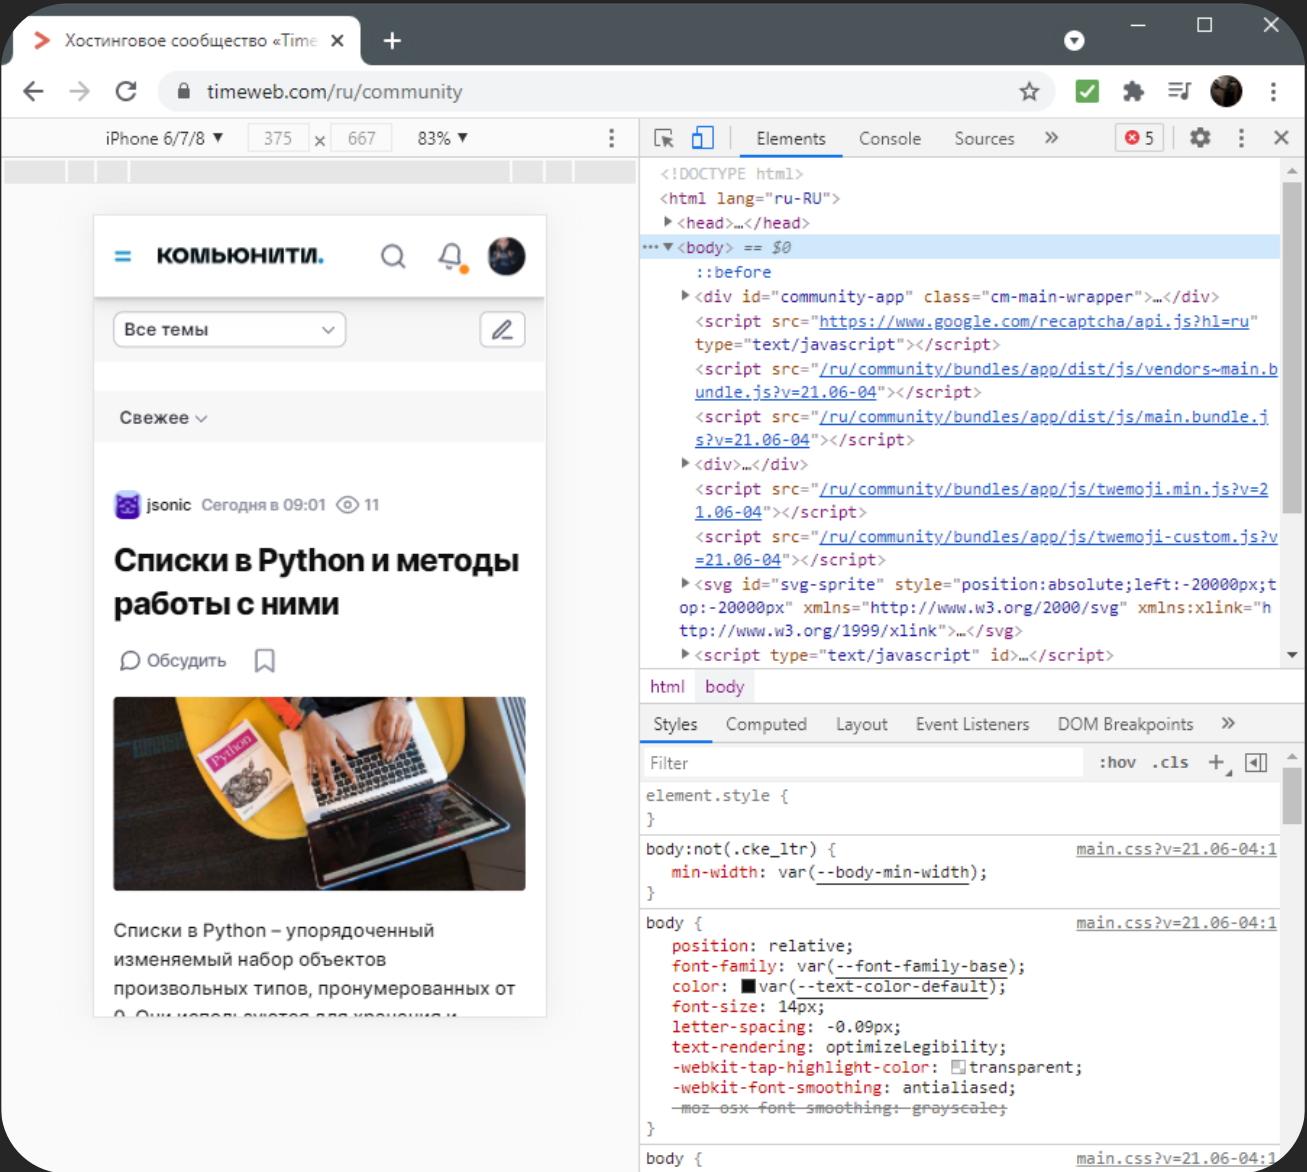 Хостинговое сообщество «Time
timeweb.com/ru/community
iPhone 6/7/8 ▼ 375 × 667 83% ▼
Elements Console Sources » 5
КОМЬЮНИТИ.
Все темы
Свежее
jsonic Сегодня в 09:01 11
Списки в Python и методы
работы с ними
Обсудить
Python
Списки в Python – упорядоченный
изменяемый набор объектов
произвольных типов, пронумерованных от
0. Они используются для хранения и
<!DOCTYPE html>
<html lang="ru-RU">
▶<head>…</head>
•••▼<body> == $0
::before
▶<div id="community-app" class="cm-main-wrapper">…</div>
<script src="https://www.google.com/recaptcha/api.js?hl=ru"
type="text/javascript"></script>
<script src="/ru/community/bundles/app/dist/js/vendors~main.b
undle.js?v=21.06-04"></script>
<script src="/ru/community/bundles/app/dist/js/main.bundle.j
s?v=21.06-04"></script>
▶<div>…</div>
<script src="/ru/community/bundles/app/js/twemoji.min.js?v=2
1.06-04"></script>
<script src="/ru/community/bundles/app/js/twemoji-custom.js?v
=21.06-04"></script>
▶<svg id="svg-sprite" style="position:absolute;left:-20000px;t
op:-20000px" xmlns="http://www.w3.org/2000/svg" xmlns:xlink="h
ttp://www.w3.org/1999/xlink">…</svg>
▶<script type="text/javascript" id>…</script>
html body
Styles Computed Layout Event Listeners DOM Breakpoints »
Filter :hov .cls +
element.style {
}
body:not(.cke_ltr) { main.css?v=21.06-04:1
min-width: var(--body-min-width);
}
body { main.css?v=21.06-04:1
position: relative;
font-family: var(--font-family-base);
color: var(--text-color-default);
font-size: 14px;
letter-spacing: -0.09px;
text-rendering: optimizeLegibility;
-webkit-tap-highlight-color: transparent;
-webkit-font-smoothing: antialiased;
-moz-osx-font-smoothing: grayscale;
}
body { main.css?v=21.06-04:1